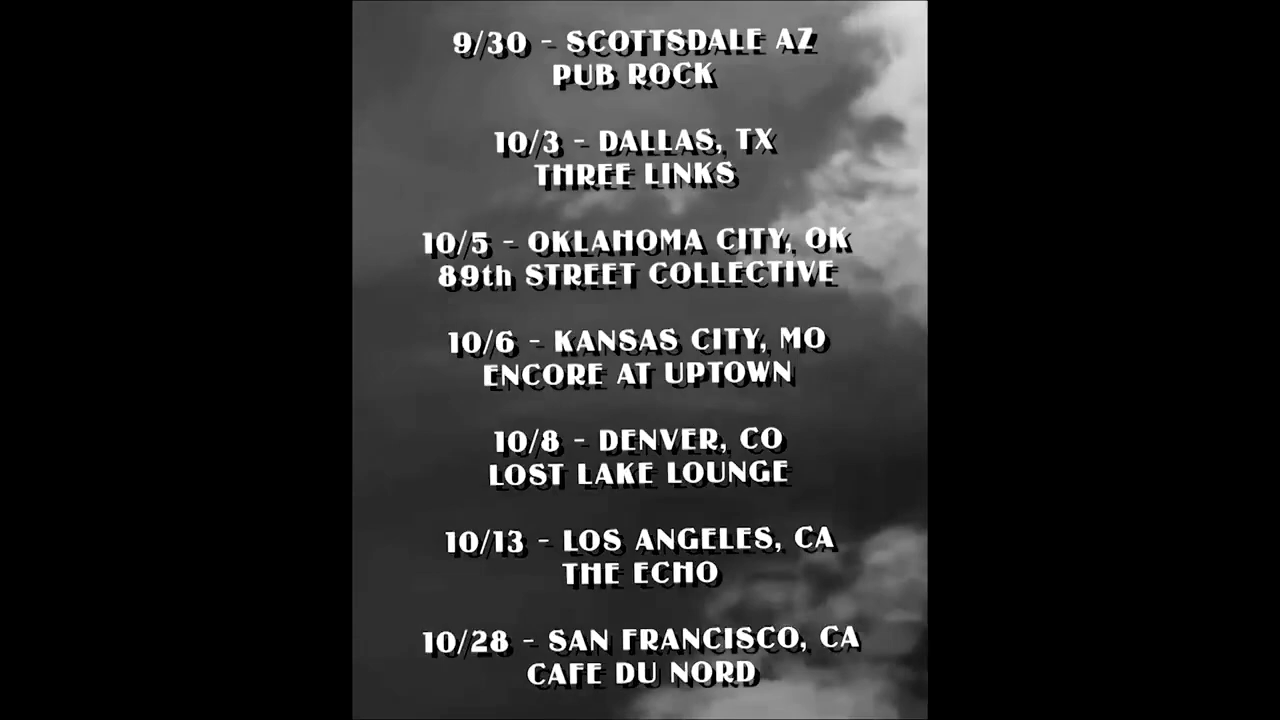 9/30 - SCOTTSDALE AZ
PUB ROCK
10/3 - DALLAS, TX
THREE LINKS
10/5 - OKLAHOMA CITY, OK
89th STREET COLLECTIVE
10/6 - KANSAS CITY, MO
ENCORE AT UPTOWN
10/8 - DENVER, CO
LOST LAKE LOUNGE
10/13 - LOS ANGELES, CA
THE ECHO
10/28 - SAN FRANCISCO, CA
CAFE DU NORD